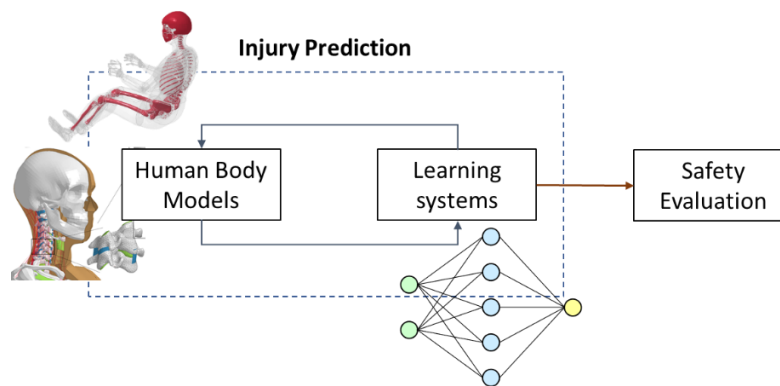 Injury Prediction
Human Body
Models
Learning
systems
Safety
Evaluation